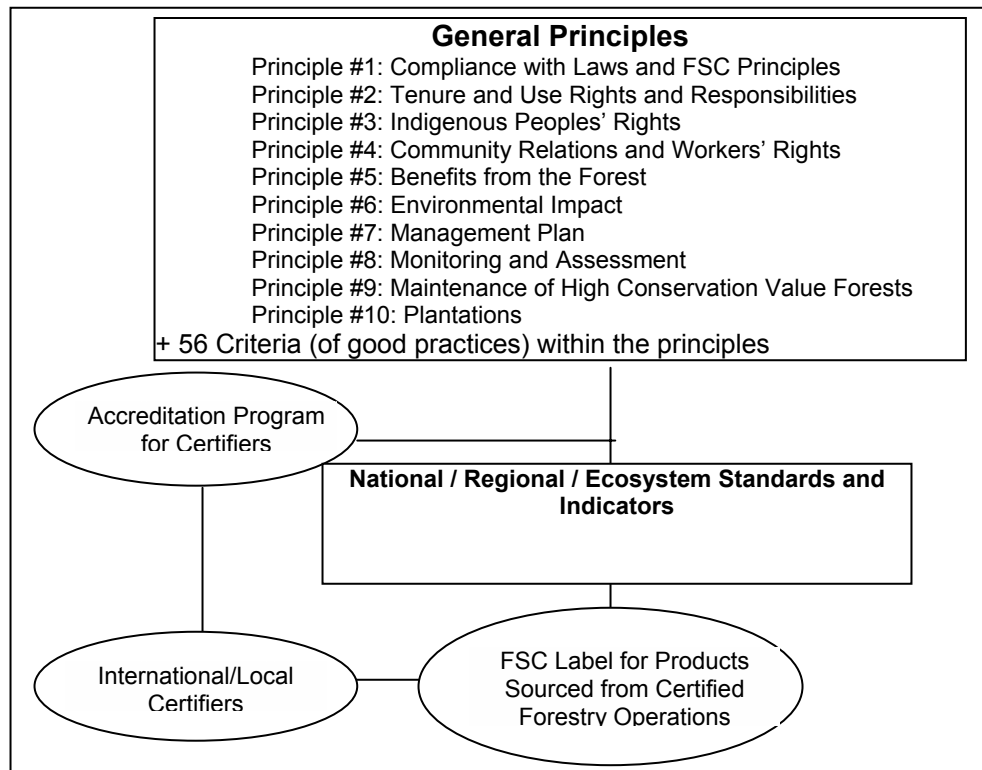 General Principles
Principle #1: Compliance with Laws and FSC Principles
Principle #2: Tenure and Use Rights and Responsibilities
Principle #3: Indigenous Peoples’ Rights
Principle #4: Community Relations and Workers’ Rights
Principle #5: Benefits from the Forest
Principle #6: Environmental Impact
Principle #7: Management Plan
Principle #8: Monitoring and Assessment
Principle #9: Maintenance of High Conservation Value Forests
Principle #10: Plantations
+ 56 Criteria (of good practices) within the principles
Accreditation Program
for Certifiers
National / Regional / Ecosystem Standards and
Indicators
International/Local
Certifiers
FSC Label for Products
Sourced from Certified
Forestry Operations